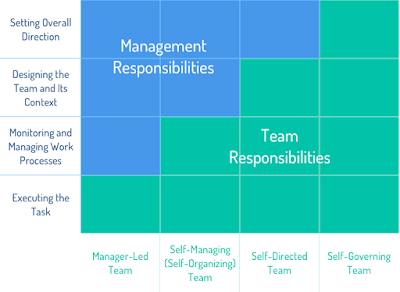 Setting Overall
Direction
Management
Responsibilities
Designing the
Team and Its
Context
Monitoring and
Managing Work
Processes
Team
Responsibilities
Executing the
Task
Manager-Led
Team
Self-Managing
(Self-Organizing)
Team
Self-Directed
Team
Self-Governing
Team